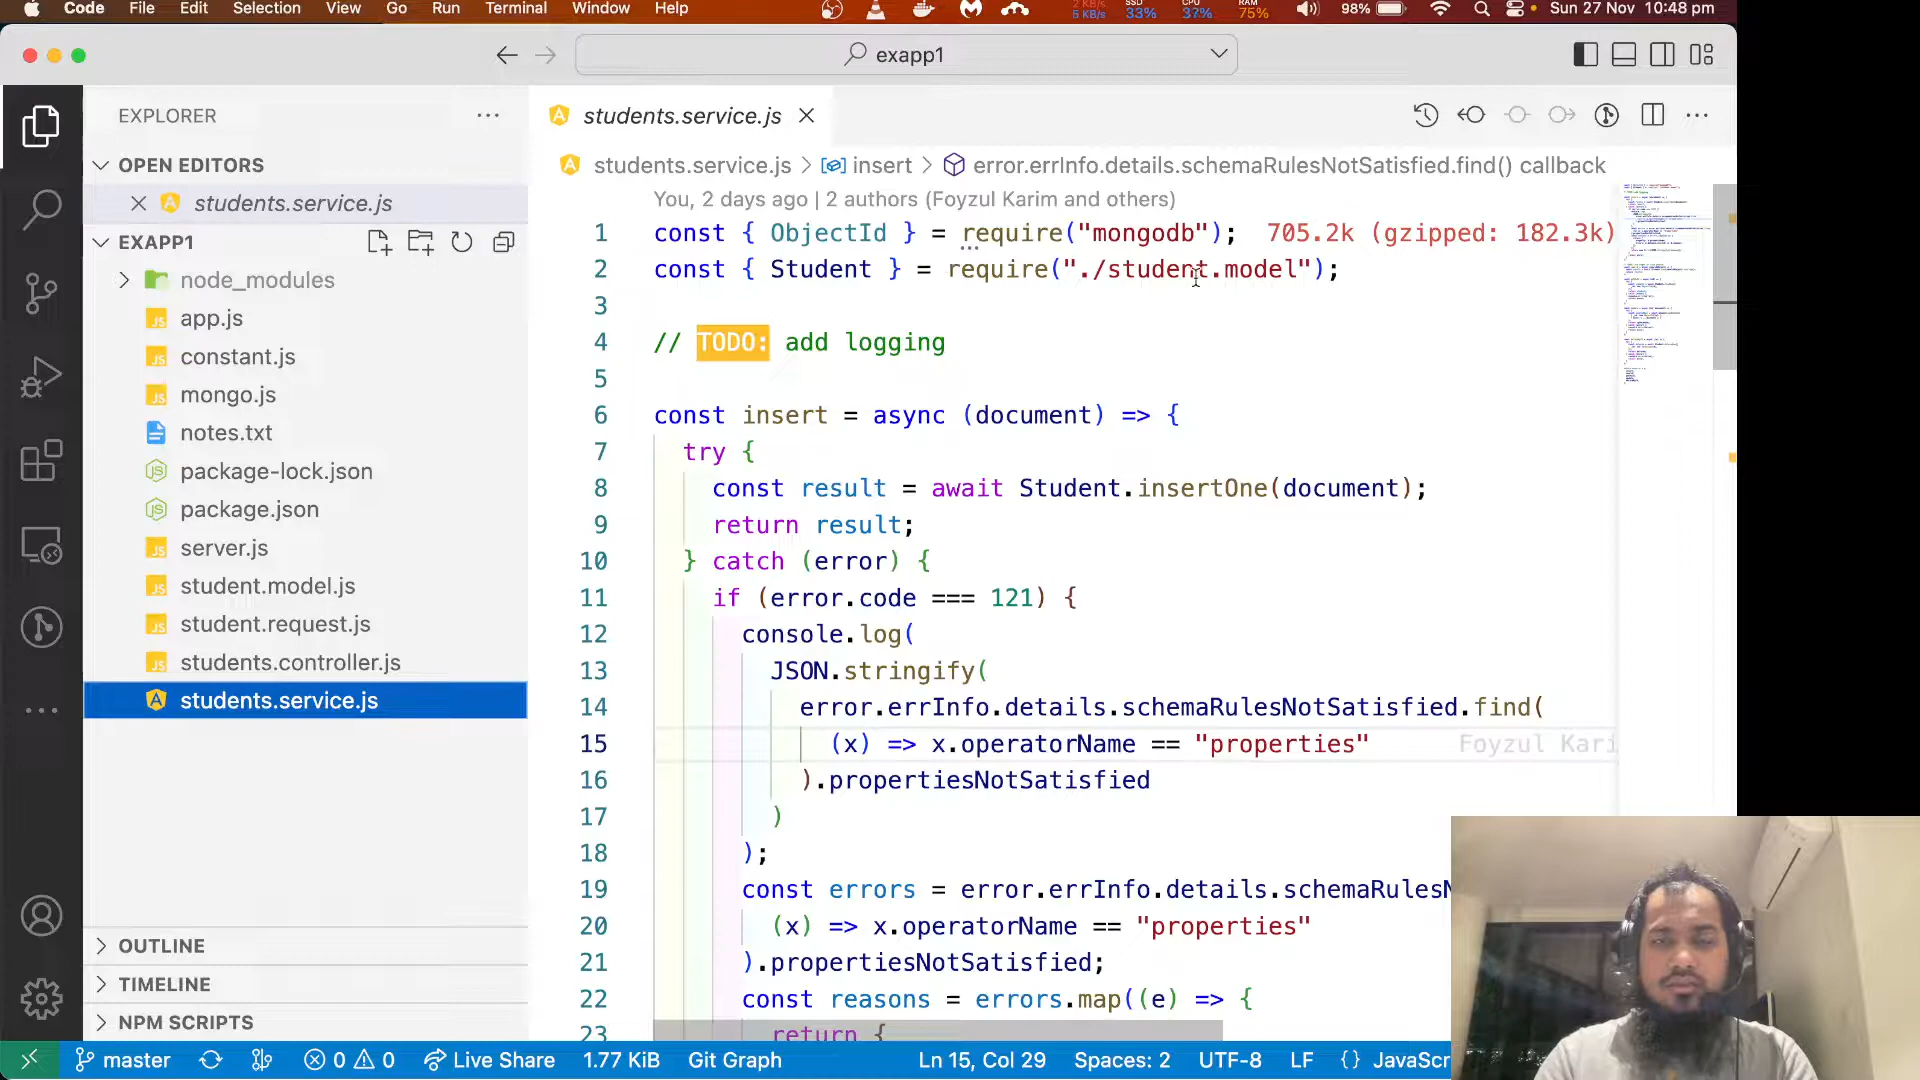 Code File Edit Selection View Go Run Terminal Window Help SSD 33% CPU 37% RAM 75% 98% Sun 27 Nov 10:48 pm
exapp1
EXPLORER
OPEN EDITORS
students.service.js
EXAPP1
node_modules
app.js
constant.js
mongo.js
notes.txt
package-lock.json
package.json
server.js
student.model.js
student.request.js
students.controller.js
students.service.js
OUTLINE
TIMELINE
NPM SCRIPTS
students.service.js
students.service.js > insert > error.errInfo.details.schemaRulesNotSatisfied.find() callback
You, 2 days ago | 2 authors (Foyzul Karim and others)
1 const { ObjectId } = require("mongodb"); 705.2k (gzipped: 182.3k)
2 const { Student } = require("./student.model");
3
4 // TODO: add logging
5
6 const insert = async (document) => {
7 try {
8 const result = await Student.insertOne(document);
9 return result;
10 } catch (error) {
11 if (error.code === 121) {
12 console.log(
13 JSON.stringify(
14 error.errInfo.details.schemaRulesNotSatisfied.find(
15 (x) => x.operatorName == "properties" Foyzul Kari
16 ).propertiesNotSatisfied
17 )
18 );
19 const errors = error.errInfo.details.schemaRulesN
20 (x) => x.operatorName == "properties"
21 ).propertiesNotSatisfied;
22 const reasons = errors.map((e) => {
23 return {
master 0 0 Live Share 1.77 KiB Git Graph Ln 15, Col 29 Spaces: 2 UTF-8 LF {} JavaScr